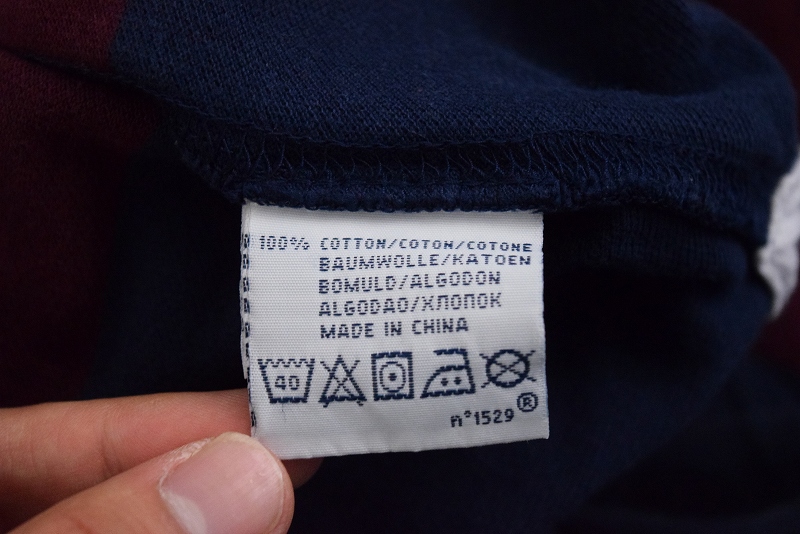 100% COTTON/COTON/COTONE
BAUMWOLLE/KATOEN
BOMULD/ALGODON
ALGODAO/ХЛОПОК
MADE IN CHINA
40
n°1529 ®